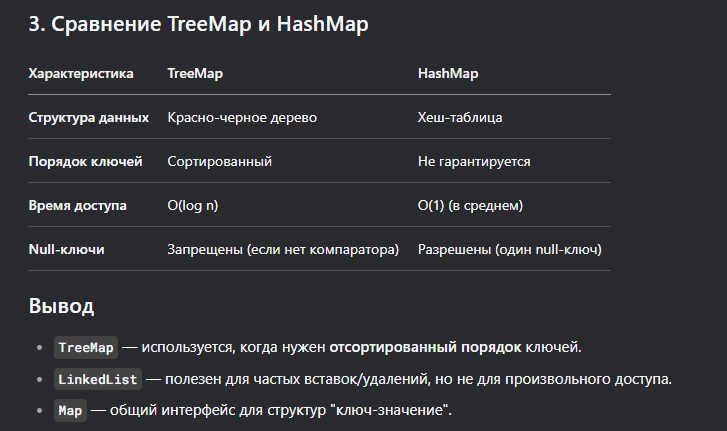 3. Сравнение TreeMap и HashMap
Характеристика TreeMap HashMap
Структура данных Красно-черное дерево Хеш-таблица
Порядок ключей Сортированный Не гарантируется
Время доступа O(log n) O(1) (в среднем)
Null-ключи Запрещены (если нет компаратора) Разрешены (один null-ключ)
Вывод
• TreeMap — используется, когда нужен отсортированный порядок ключей.
• LinkedList — полезен для частых вставок/удалений, но не для произвольного доступа.
• Map — общий интерфейс для структур "ключ-значение".